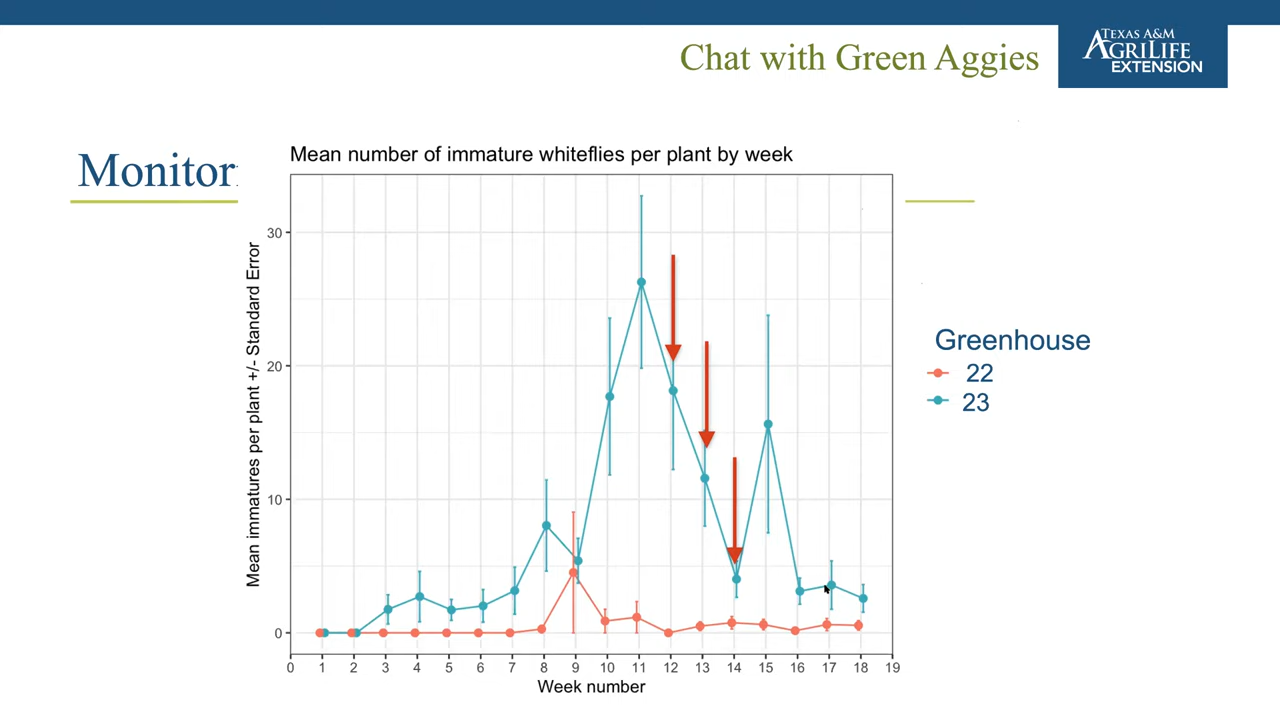 Chat with Green Aggies
TEXAS A&M
AGRILIFE
EXTENSION
Monitor
Mean number of immature whiteflies per plant by week
Mean immatures per plant +/- Standard Error
30
20
10
0
0 1 2 3 4 5 6 7 8 9 10 11 12 13 14 15 16 17 18 19
Week number
Greenhouse
22
23